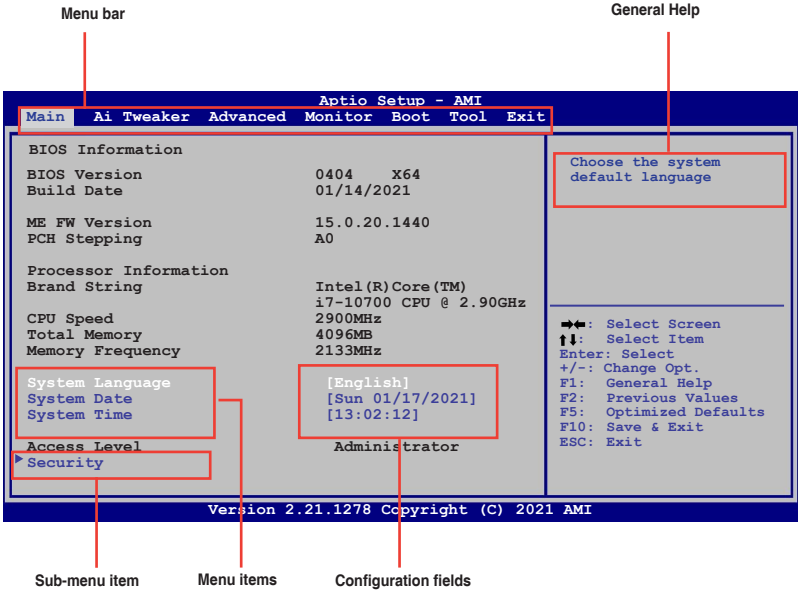 Menu bar
General Help
Aptio Setup - AMI
Main Ai Tweaker Advanced Monitor Boot Tool Exit
BIOS Information
BIOS Version 0404 X64
Build Date 01/14/2021
ME FW Version 15.0.20.1440
PCH Stepping A0
Processor Information
Brand String Intel(R)Core(TM)
i7-10700 CPU @ 2.90GHz
CPU Speed 2900MHz
Total Memory 4096MB
Memory Frequency 2133MHz
System Language [English]
System Date [Sun 01/17/2021]
System Time [13:02:12]
Access Level Administrator
Security
Choose the system
default language
→←: Select Screen
↑↓: Select Item
Enter: Select
+/-: Change Opt.
F1: General Help
F2: Previous Values
F5: Optimized Defaults
F10: Save & Exit
ESC: Exit
Version 2.21.1278 Copyright (C) 2021 AMI
Sub-menu item
Menu items
Configuration fields